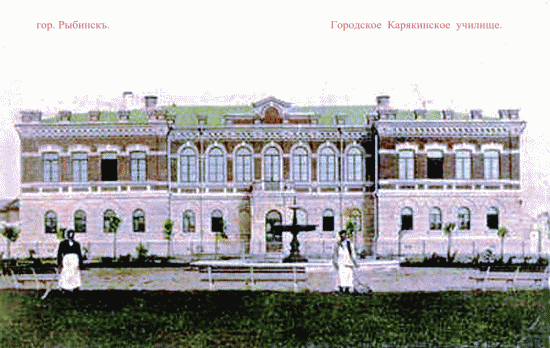 гор. Рыбинскъ.
Городское Карякинское училище.